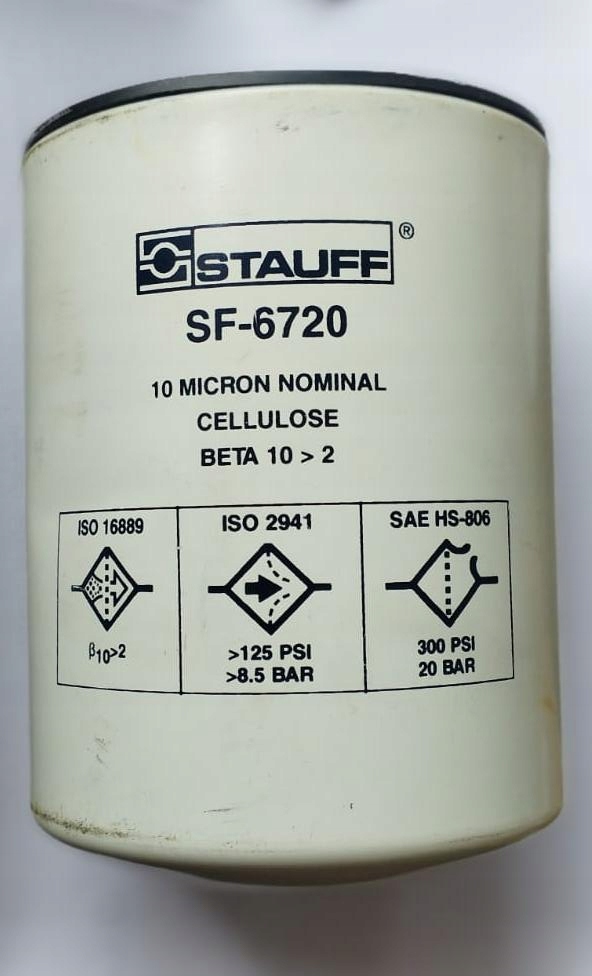 STAUFF®
SF-6720
10 MICRON NOMINAL
CELLULOSE
BETA 10 > 2
ISO 16889
β10>2
ISO 2941
>125 PSI
>8.5 BAR
SAE HS-806
300 PSI
20 BAR